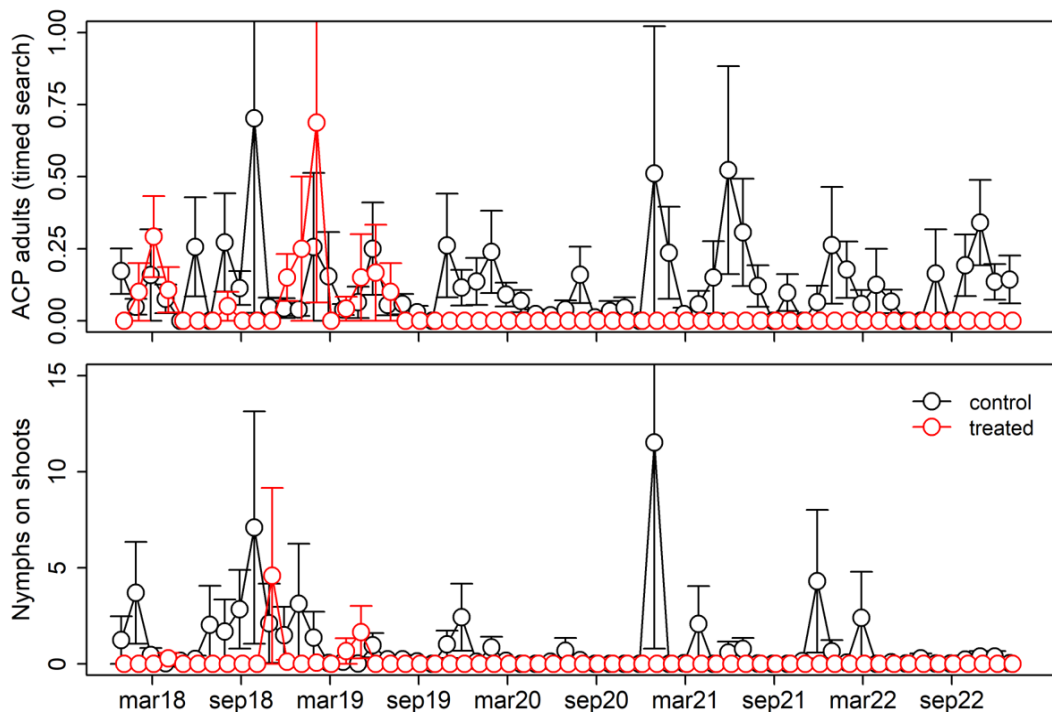 ACP adults (timed search)
1.00
0.75
0.50
0.25
0.00
Nymphs on shoots
15
10
5
0
control
treated
mar18 sep18 mar19 sep19 mar20 sep20 mar21 sep21 mar22 sep22